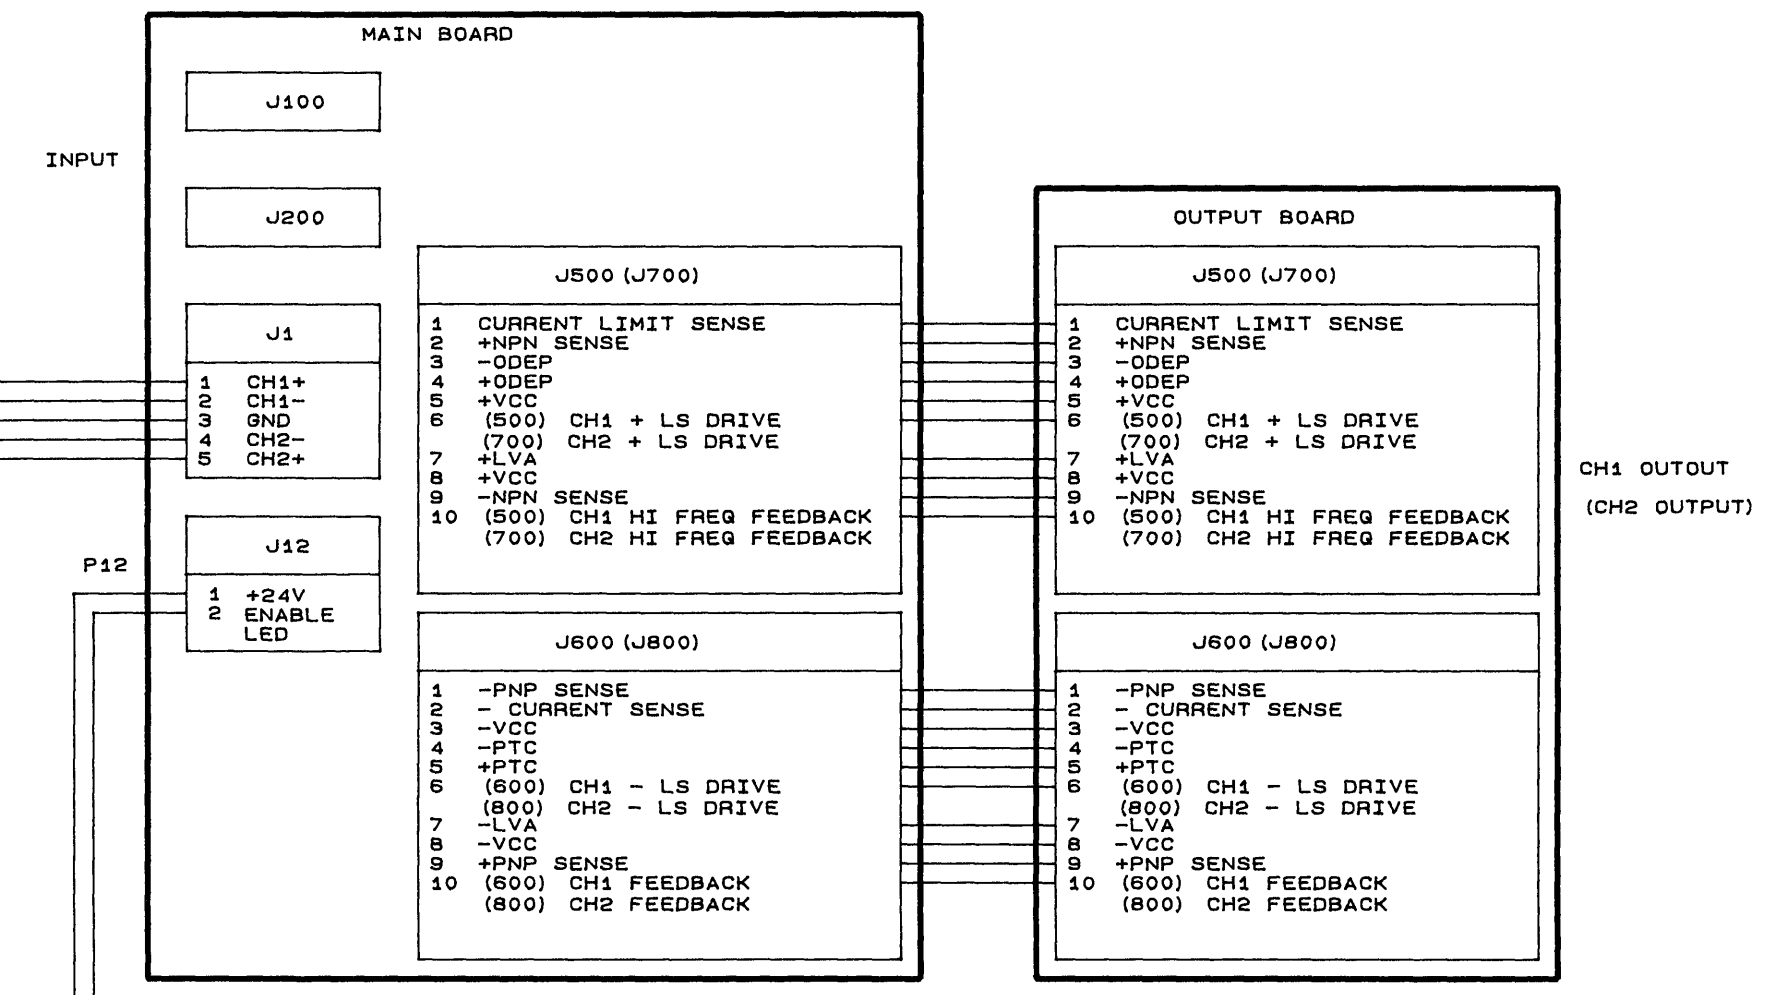 MAIN BOARD
J100
INPUT
J200
J1
1 CH1+
2 CH1-
3 GND
4 CH2-
5 CH2+
P12
J12
1 +24V
2 ENABLE
LED
J500 (J700)
1 CURRENT LIMIT SENSE
2 +NPN SENSE
3 -ODEP
4 +ODEP
5 +VCC
6 (500) CH1 + LS DRIVE
(700) CH2 + LS DRIVE
7 +LVA
8 +VCC
9 -NPN SENSE
10 (500) CH1 HI FREQ FEEDBACK
(700) CH2 HI FREQ FEEDBACK
J600 (J800)
1 -PNP SENSE
2 - CURRENT SENSE
3 -VCC
4 -PTC
5 +PTC
6 (600) CH1 - LS DRIVE
(800) CH2 - LS DRIVE
7 -LVA
8 -VCC
9 +PNP SENSE
10 (600) CH1 FEEDBACK
(800) CH2 FEEDBACK
OUTPUT BOARD
J500 (J700)
1 CURRENT LIMIT SENSE
2 +NPN SENSE
3 -ODEP
4 +ODEP
5 +VCC
6 (500) CH1 + LS DRIVE
(700) CH2 + LS DRIVE
7 +LVA
8 +VCC
9 -NPN SENSE
10 (500) CH1 HI FREQ FEEDBACK
(700) CH2 HI FREQ FEEDBACK
J600 (J800)
1 -PNP SENSE
2 - CURRENT SENSE
3 -VCC
4 -PTC
5 +PTC
6 (600) CH1 - LS DRIVE
(800) CH2 - LS DRIVE
7 -LVA
8 -VCC
9 +PNP SENSE
10 (600) CH1 FEEDBACK
(800) CH2 FEEDBACK
CH1 OUTOUT
(CH2 OUTPUT)